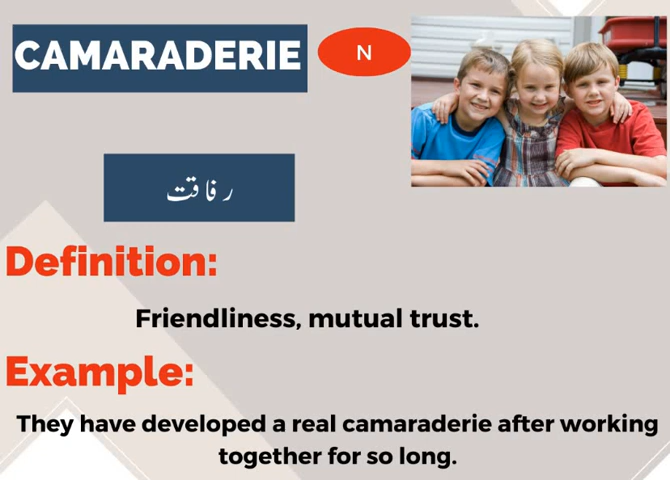 CAMARADERIE
N
رفاقت
Definition:
Friendliness, mutual trust.
Example:
They have developed a real camaraderie after working
together for so long.